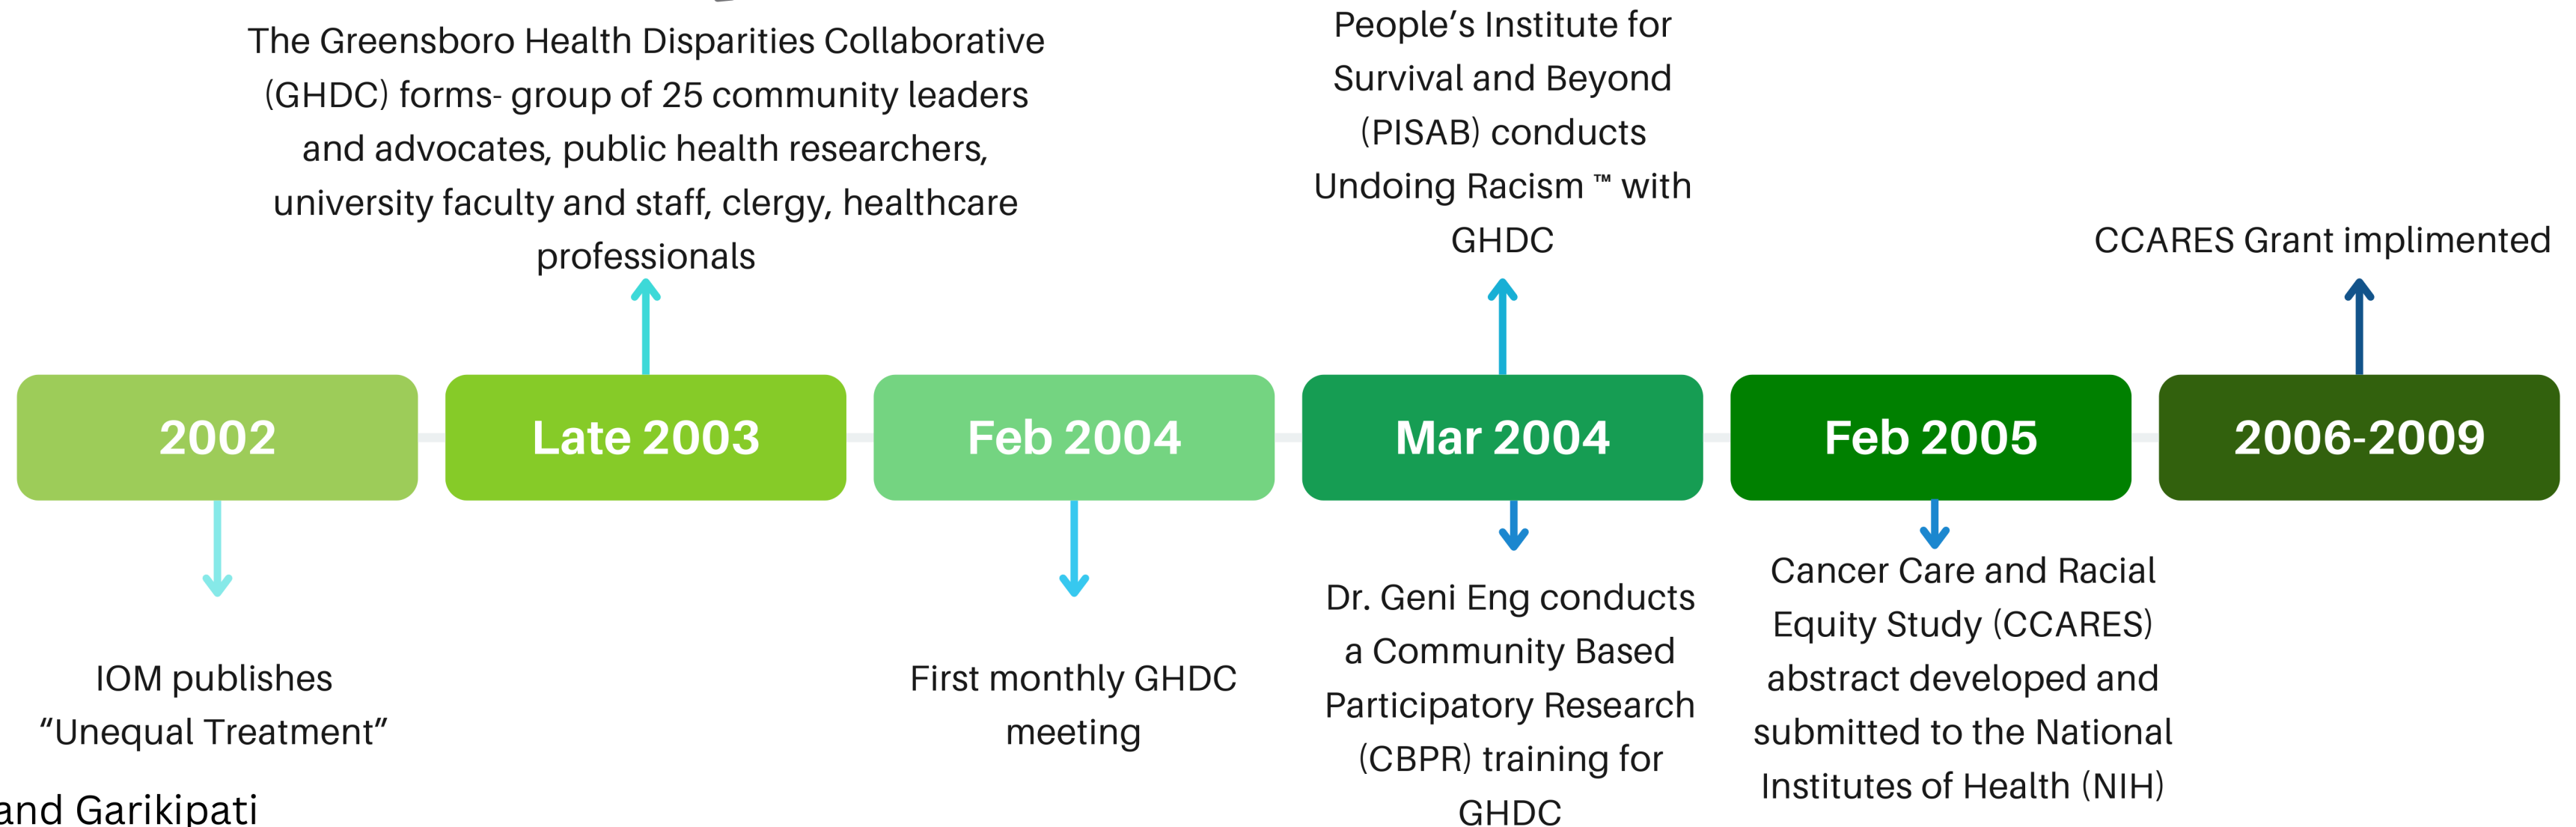 The Greensboro Health Disparities Collaborative
(GHDC) forms- group of 25 community leaders
and advocates, public health researchers,
university faculty and staff, clergy, healthcare
professionals
People’s Institute for
Survival and Beyond
(PISAB) conducts
Undoing Racism ™ with
GHDC
CCARES Grant implimented
2002
Late 2003
Feb 2004
Mar 2004
Feb 2005
2006-2009
IOM publishes
“Unequal Treatment”
First monthly GHDC
meeting
Dr. Geni Eng conducts
a Community Based
Participatory Research
(CBPR) training for
GHDC
Cancer Care and Racial
Equity Study (CCARES)
abstract developed and
submitted to the National
Institutes of Health (NIH)
and Garikipati